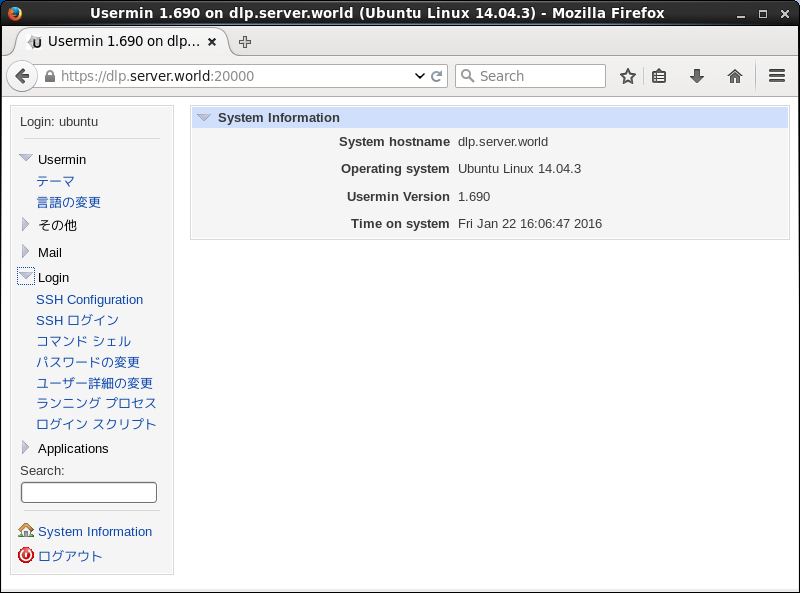 Usermin 1.690 on dlp.server.world (Ubuntu Linux 14.04.3) - Mozilla Firefox
Usermin 1.690 on dlp...
https://dlp.server.world:20000
Search
Login: ubuntu
Usermin
テーマ
言語の変更
その他
Mail
Login
SSH Configuration
SSH ログイン
コマンド シェル
パスワードの変更
ユーザー詳細の変更
ランニング プロセス
ログイン スクリプト
Applications
Search:
System Information
ログアウト
System Information
System hostname dlp.server.world
Operating system Ubuntu Linux 14.04.3
Usermin Version 1.690
Time on system Fri Jan 22 16:06:47 2016